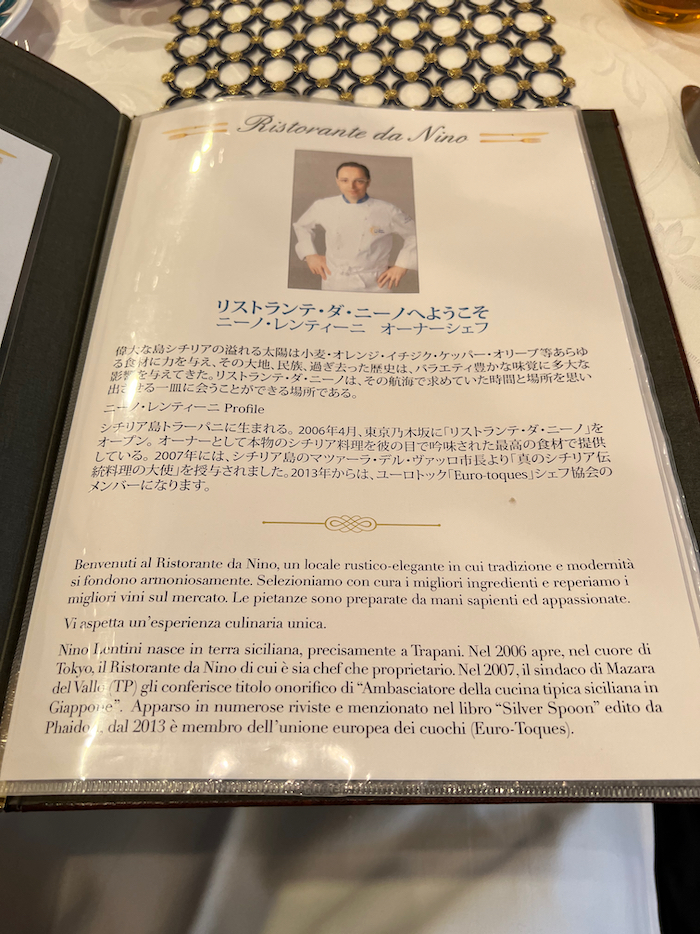 Ristorante da Nino
リストランテ・ダ・ニーノへようこそ
ニーノ・レンティーニ オーナーシェフ
偉大な島シチリアの溢れる太陽は小麦・オレンジ・イチジク・ケッパー・オリーブ等あらゆ
る食材に力を与え、その大地、民族、過ぎ去った歴史は、バラエティ豊かな味覚に多大な
影響を与えてきた。リストランテ・ダ・ニーノは、その航海で求めていた時間と場所を思い
出させる一皿に会うことができる場所である。
ニーノ・レンティーニ Profile
シチリア島トラーパニに生まれる。2006年4月、東京乃木坂に「リストランテ・ダ・ニーノ」を
オープン。オーナーとして本物のシチリア料理を彼の目で吟味された最高の食材で提供
している。2007年には、シチリア島のマツァーラ・デル・ヴァッロ市長より「真のシチリア伝
統料理の大使」を授与されました。2013年からは、ユーロトック「Euro-toques」シェフ協会の
メンバーになります。
Benvenuti al Ristorante da Nino, un locale rustico-elegante in cui tradizione e modernità
si fondono armoniosamente. Selezioniamo con cura i migliori ingredienti e reperiamo i
migliori vini sul mercato. Le pietanze sono preparate da mani sapienti ed appassionate.
Vi aspetta un'esperienza culinaria unica.
Nino Lentini nasce in terra siciliana, precisamente a Trapani. Nel 2006 apre, nel cuore di
Tokyo, il Ristorante da Nino di cui è sia chef che proprietario. Nel 2007, il sindaco di Mazara
del Vallo (TP) gli conferisce titolo onorifico di "Ambasciatore della cucina tipica siciliana in
Giappone". Apparso in numerose riviste e menzionato nel libro "Silver Spoon" edito da
dal 2013 è membro dell'unione europea dei cuochi (Euro-Toques).